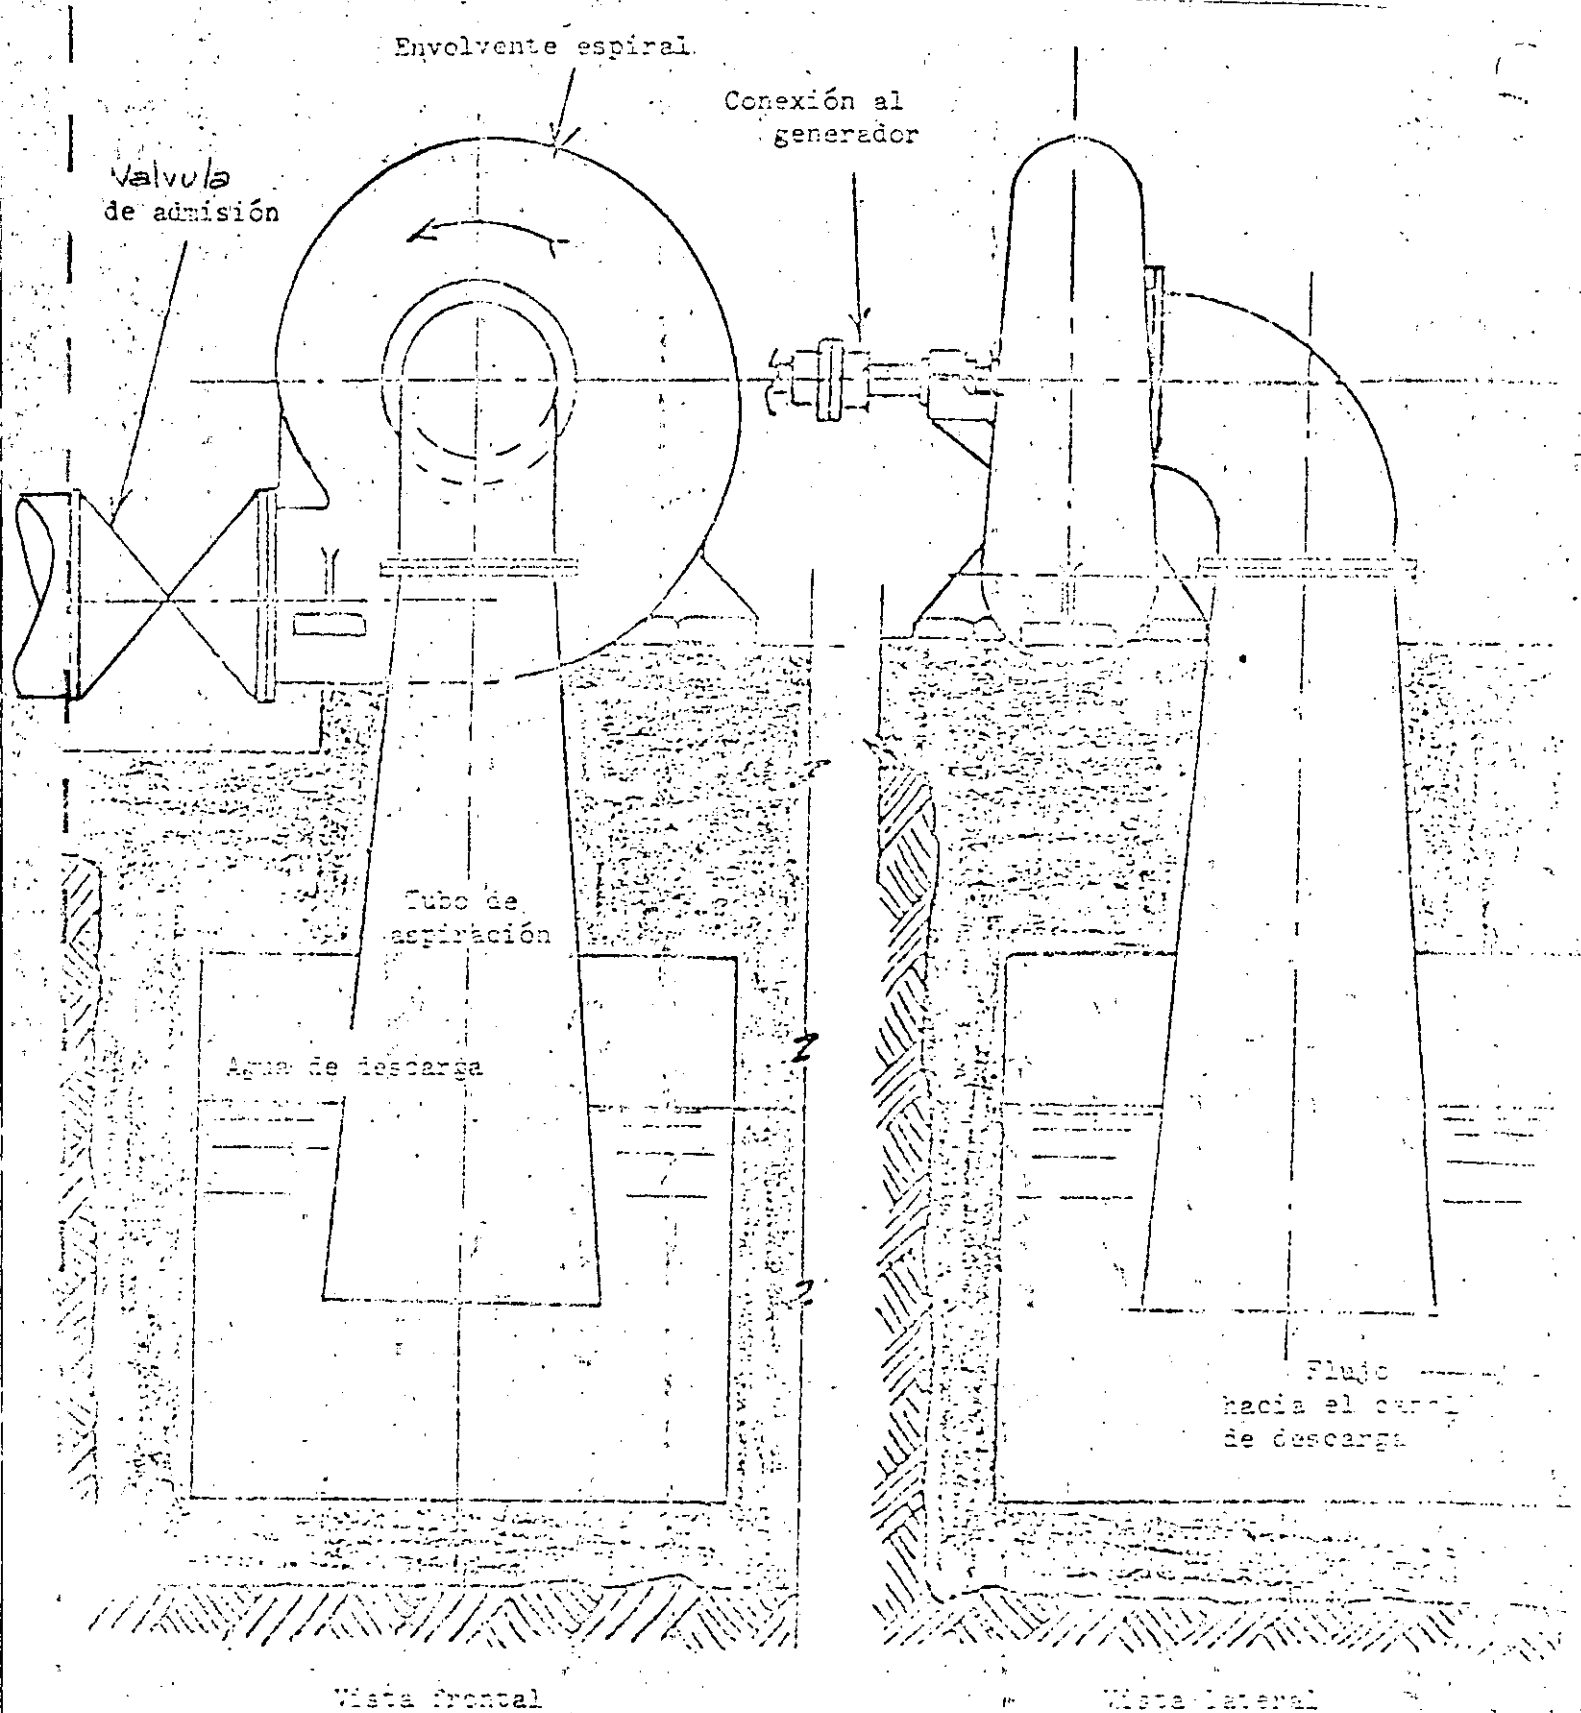 Envolvente espiral
Conexión al
generador
Valvula
de admisión
Tubo de
aspiración
Agua de descarga
Flujo
hacia el canal
de descarga
Vista frontal
Vista lateral